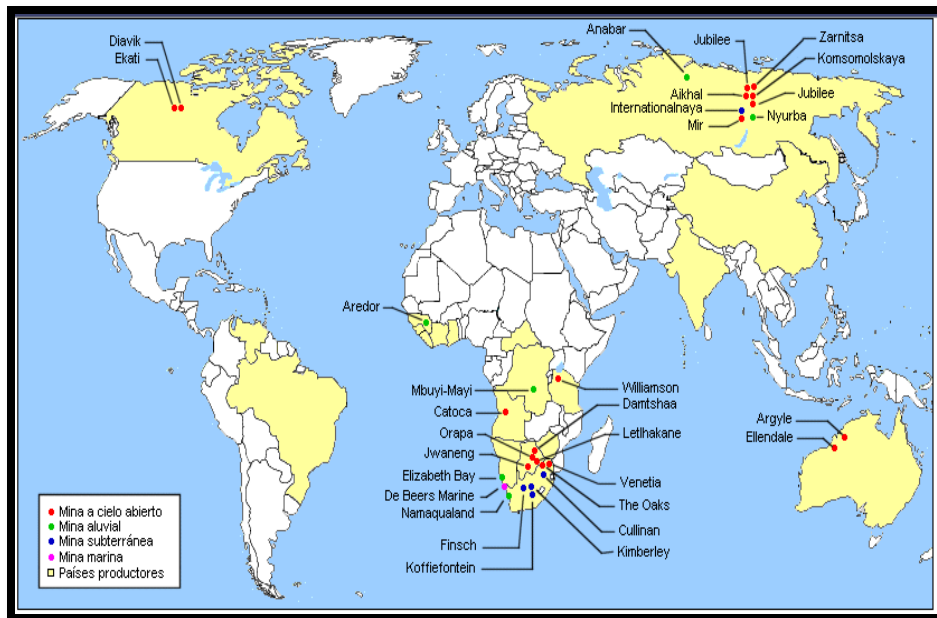 Diavik
Ekati
Anabar
Jubilee
Zarnitsa
Komsomolskaya
Aikhal
Jubilee
Internationalnaya
Nyurba
Mir
Aredor
Mbuyi-Mayi
Williamson
Catoca
Damtshaa
Orapa
Letlhakane
Jwaneng
Argyle
Ellendale
Elizabeth Bay
Venetia
De Beers Marine
The Oaks
Namaqualand
Cullinan
Finsch
Kimberley
Koffiefontein
Mina a cielo abierto
Mina aluvial
Mina subterránea
Mina marina
Países productores